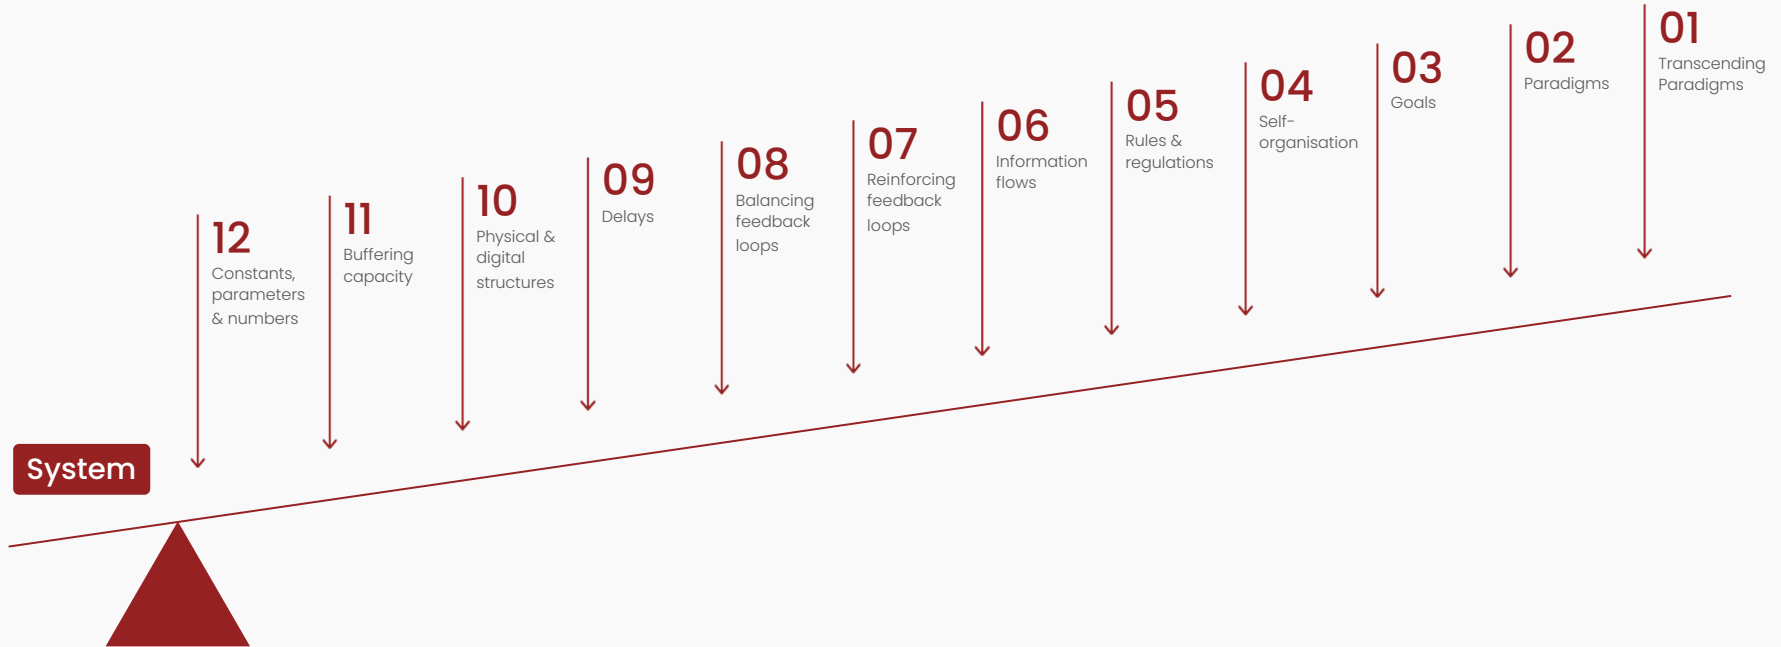 01
Transcending
Paradigms
02
Paradigms
03
Goals
04
Self-
organisation
05
Rules &
regulations
06
Information
flows
07
Reinforcing
feedback
loops
08
Balancing
feedback
loops
09
Delays
10
Physical &
digital
structures
11
Buffering
capacity
12
Constants,
parameters
& numbers
System